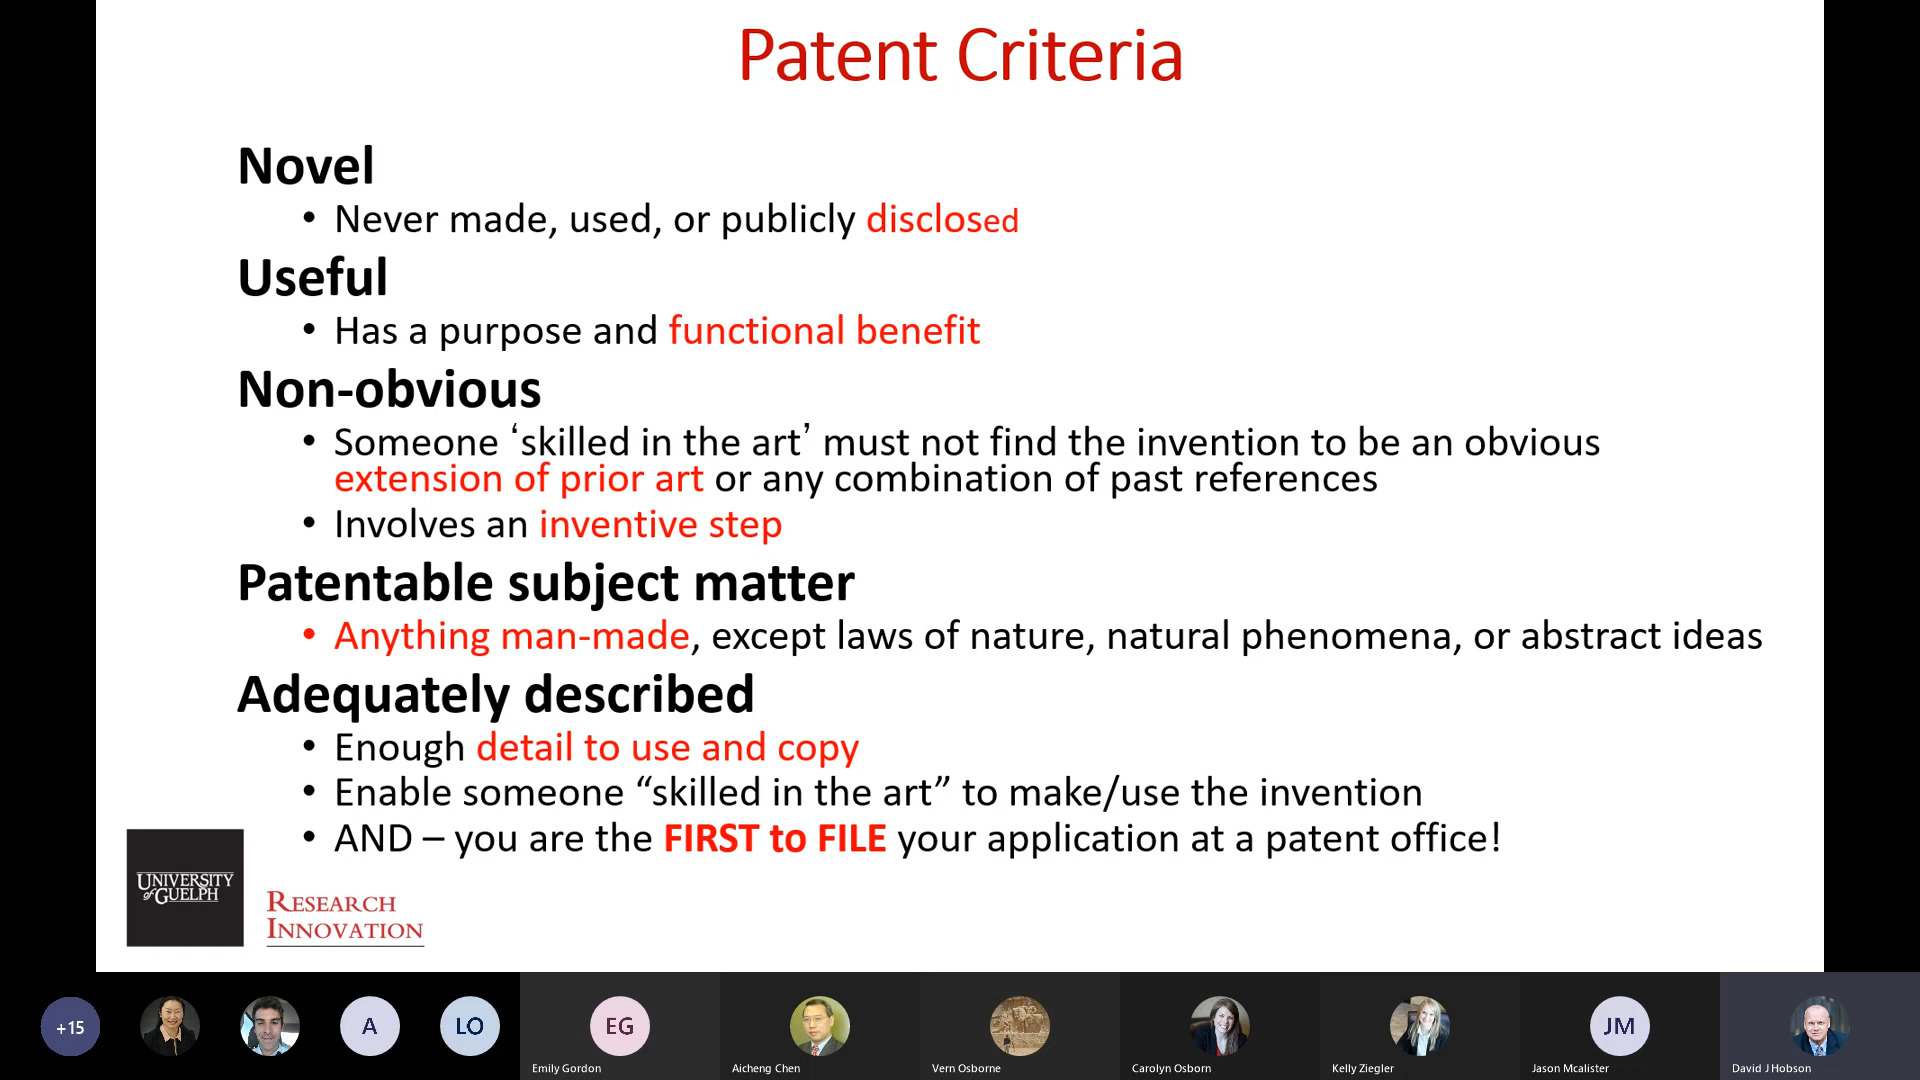 Patent Criteria
Novel
• Never made, used, or publicly disclosed
Useful
• Has a purpose and functional benefit
Non-obvious
• Someone ‘skilled in the art’ must not find the invention to be an obvious
extension of prior art or any combination of past references
• Involves an inventive step
Patentable subject matter
• Anything man-made, except laws of nature, natural phenomena, or abstract ideas
Adequately described
• Enough detail to use and copy
• Enable someone “skilled in the art” to make/use the invention
• AND – you are the FIRST to FILE your application at a patent office!
UNIVERSITY
of GUELPH
RESEARCH
INNOVATION
+15
A
LO
EG
JM
Emily Gordon
Aicheng Chen
Vern Osborne
Carolyn Osborn
Kelly Ziegler
Jason Mcalister
David J Hobson